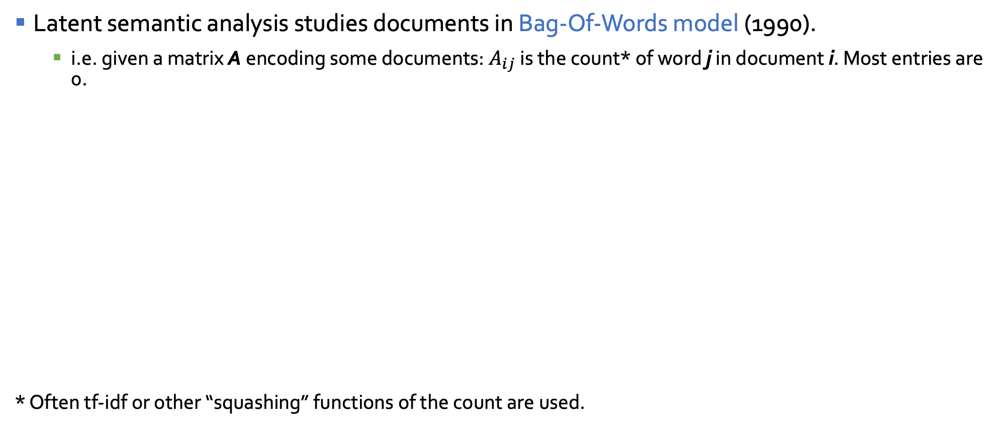 ▪ Latent semantic analysis studies documents in Bag-Of-Words model (1990).
▪ i.e. given a matrix A encoding some documents: A_{ij} is the count* of word j in document i. Most entries are
0.
* Often tf-idf or other “squashing” functions of the count are used.